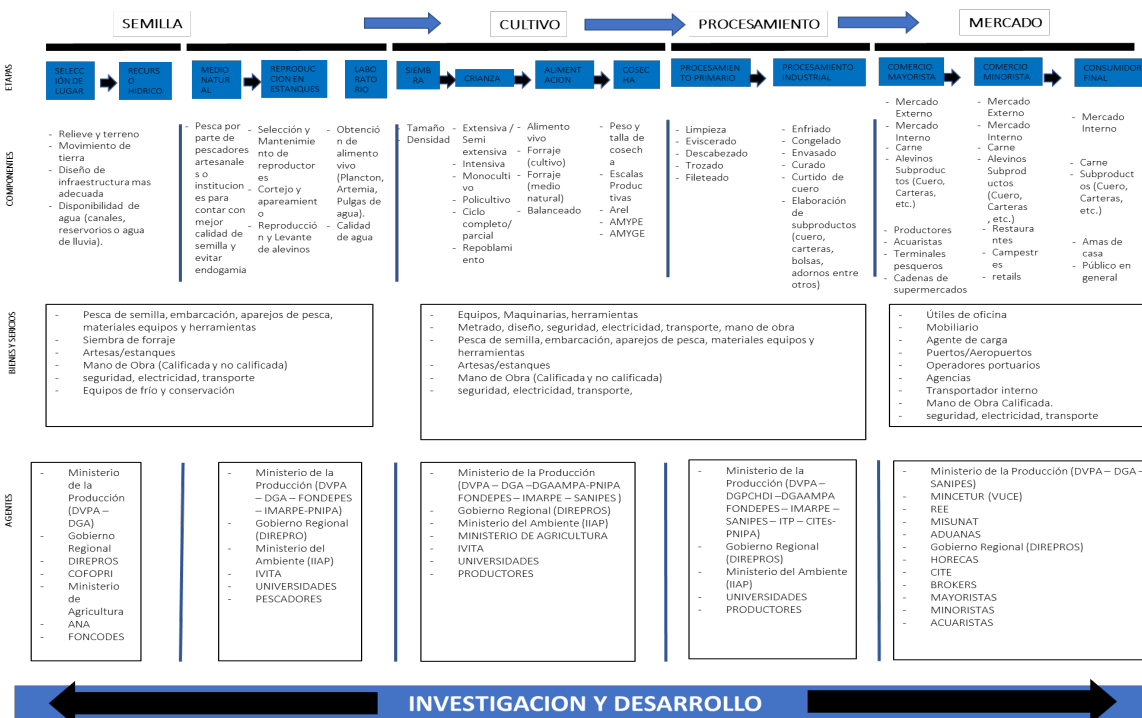 SEMILLA
CULTIVO
PROCESAMIENTO
MERCADO
ETAPAS
SELECC
IÓN DE
LUGAR
RECURS
O
HIDRICO
MEDIO
NATUR
AL
REPRODUC
CION EN
ESTANQUES
LAB
ORATO
RIO
SIEM
BRA
CRIANZA
ALIMENT
ACION
COSE
CHA
PROCESAMIEN
TO PRIMARIO
PROCESAMIENTO
INDUSTRIAL
COMERCIO
MAYORISTA
COMERCIO
MINORISTA
CONSUMIDOR
FINAL
COMPONENTES
- Relieve y terreno
- Movimiento de
tierra
- Diseño de
infraestructura mas
adecuada
- Disponibilidad de
agua (canales,
reservorios o agua
de lluvia).
- Pesca por
parte de
pescadores
artesanale
s o
institucion
es para
contar con
mejor
calidad de
semilla y
evitar
endogamia
- Selección y
Mantenimie
nto de
reproductor
es
- Cortejo y
apareamient
o
- Reproducció
n y Levante
de alevinos
- Obtenció
n de
alimento
vivo
(Plancton,
Artemia,
Pulgas de
agua).
- Calidad
de agua
- Tamaño
- Densidad
- Extensiva /
Semi
extensiva
- Intensiva
- Monoculti
vo
- Policultivo
- Ciclo
completo/
parcial
- Repoblam
iento
- Alimento
vivo
- Forraje
(cultivo)
- Forraje
(medio
natural)
- Balanceado
- Peso y
talla de
cosech
a
- Escalas
Produc
tivas
- Arel
- AMYPE
- AMYGE
- Limpieza
- Eviscerado
- Descabezado
- Trozado
- Fileteado
- Enfriado
- Congelado
- Envasado
- Curado
- Curtido de
cuero
- Elaboración
de
subproductos
(cuero,
carteras,
bolsas,
adornos entre
otros)
- Mercado
Externo
- Mercado
Interno
- Carne
- Alevinos
Subproduc
tos (Cuero,
Carteras,
etc.)
- Productores
- Acuaristas
- Terminales
pesqueros
- Cadenas de
supermercados
- Mercado
Externo
- Mercado
Interno
- Carne
- Alevinos
Subprod
uctos
(Cuero,
Carteras
, etc.)
- Restaura
ntes
- Campestr
es
- retails
- Mercado
Interno
- Carne
- Subproduct
os (Cuero,
Carteras,
etc.)
- Amas de
casa
- Público en
general
BIENES Y SERICIOS
- Pesca de semilla, embarcación, aparejos de pesca,
materiales equipos y herramientas
- Siembra de forraje
- Artesas/estanques
- Mano de Obra (Calificada y no calificada)
- seguridad, electricidad, transporte
- Equipos de frío y conservación
- Equipos, Maquinarias, herramientas
- Metrado, diseño, seguridad, electricidad, transporte, mano de obra
- Pesca de semilla, embarcación, aparejos de pesca, materiales equipos y
herramientas
- Artesas/estanques
- Mano de Obra (Calificada y no calificada)
- seguridad, electricidad, transporte,
- Útiles de oficina
- Mobiliario
- Agente de carga
- Puertos/Aeropuertos
- Operadores portuarios
- Agencias
- Transportador interno
- Mano de Obra Calificada.
- seguridad, electricidad, transporte
AGENTES
- Ministerio
de la
Producción
(DVPA –
DGA)
- Gobierno
Regional
- DIREPROS
- COFOPRI
- Ministerio
de
Agricultura
- ANA
- FONCODES
- Ministerio de la
Producción (DVPA
– DGA – FONDEPES
– IMARPE-PNIPA)
- Gobierno Regional
(DIREPRO)
- Ministerio del
Ambiente (IIAP)
- IVITA
- UNIVERSIDADES
- PESCADORES
- Ministerio de la Producción
(DVPA – DGA –DGAAMPA-PNIPA
FONDEPES – IMARPE – SANIPES )
- Gobierno Regional (DIREPROS)
- Ministerio del Ambiente (IIAP)
- MINISTERIO DE AGRICULTURA
- IVITA
- UNIVERSIDADES
- PRODUCTORES
- Ministerio de la
Producción (DVPA –
DGPCHDI –DGAAMPA
FONDEPES – IMARPE –
SANIPES – ITP – CITEs-
PNIPA)
- Gobierno Regional
(DIREPROS)
- Ministerio del Ambiente
(IIAP)
- UNIVERSIDADES
- PRODUCTORES
- Ministerio de la Producción (DVPA – DGA –
SANIPES)
- MINCETUR (VUCE)
- REE
- MISUNAT
- ADUANAS
- Gobierno Regional (DIREPROS)
- HORECAS
- CITE
- BROKERS
- MAYORISTAS
- MINORISTAS
- ACUARISTAS
INVESTIGACION Y DESARROLLO